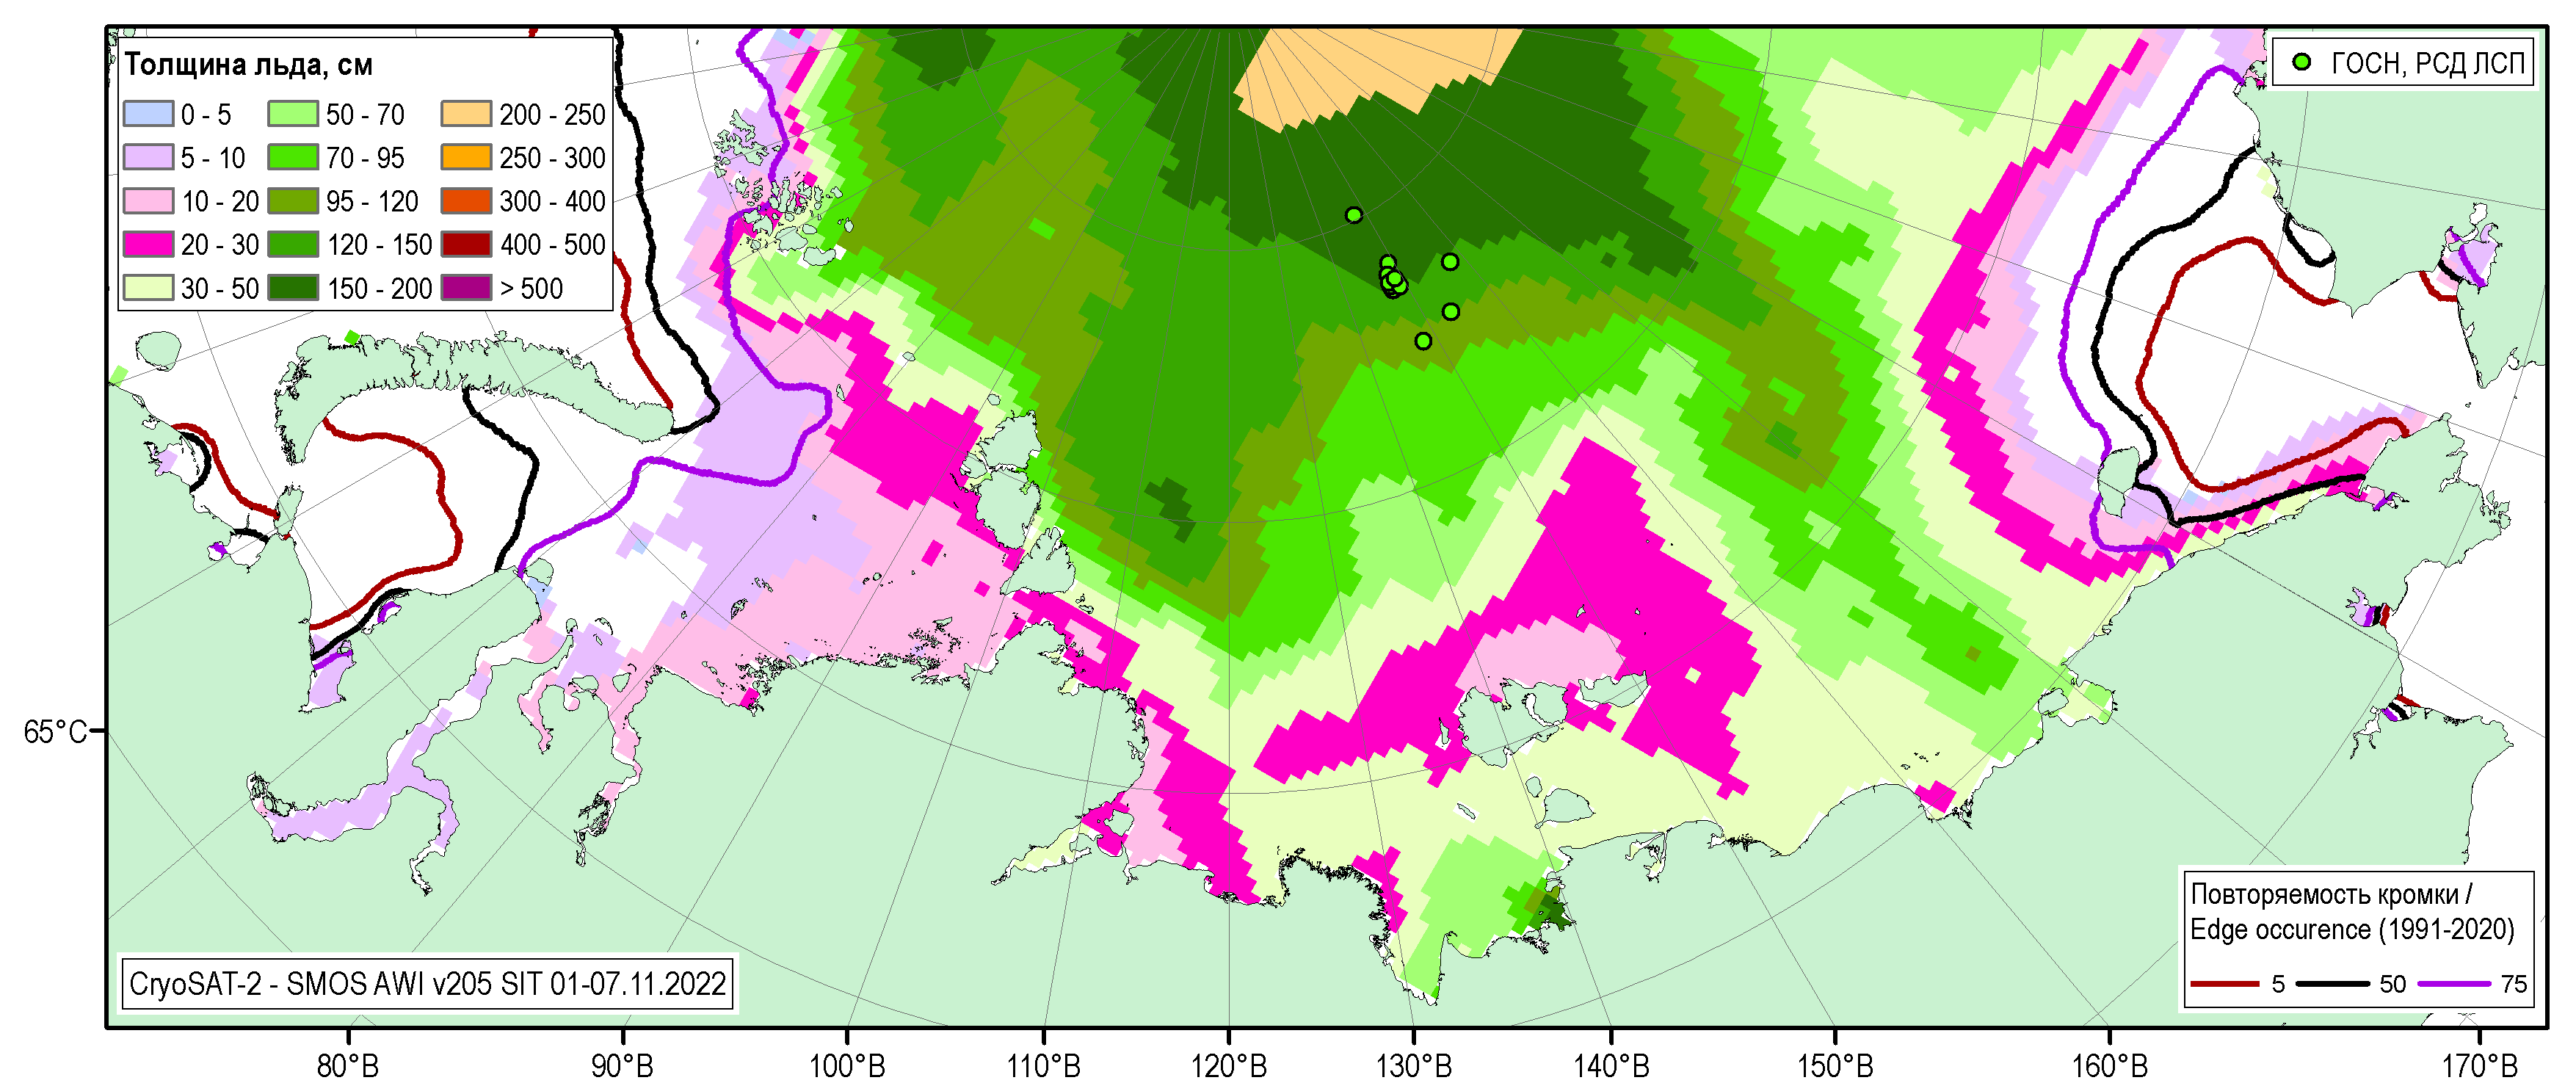 Толщина льда, см
0 - 5
50 - 70
200 - 250
5 - 10
70 - 95
250 - 300
10 - 20
95 - 120
300 - 400
20 - 30
120 - 150
400 - 500
30 - 50
150 - 200
> 500
ГОСН, РСД ЛСП
65°С
Повторяемость кромки /
Edge occurence (1991-2020)
5 50 75
CryoSAT-2 - SMOS AWI v205 SIT 01-07.11.2022
80°В 90°В 100°В 110°В 120°В 130°В 140°В 150°В 160°В 170°В